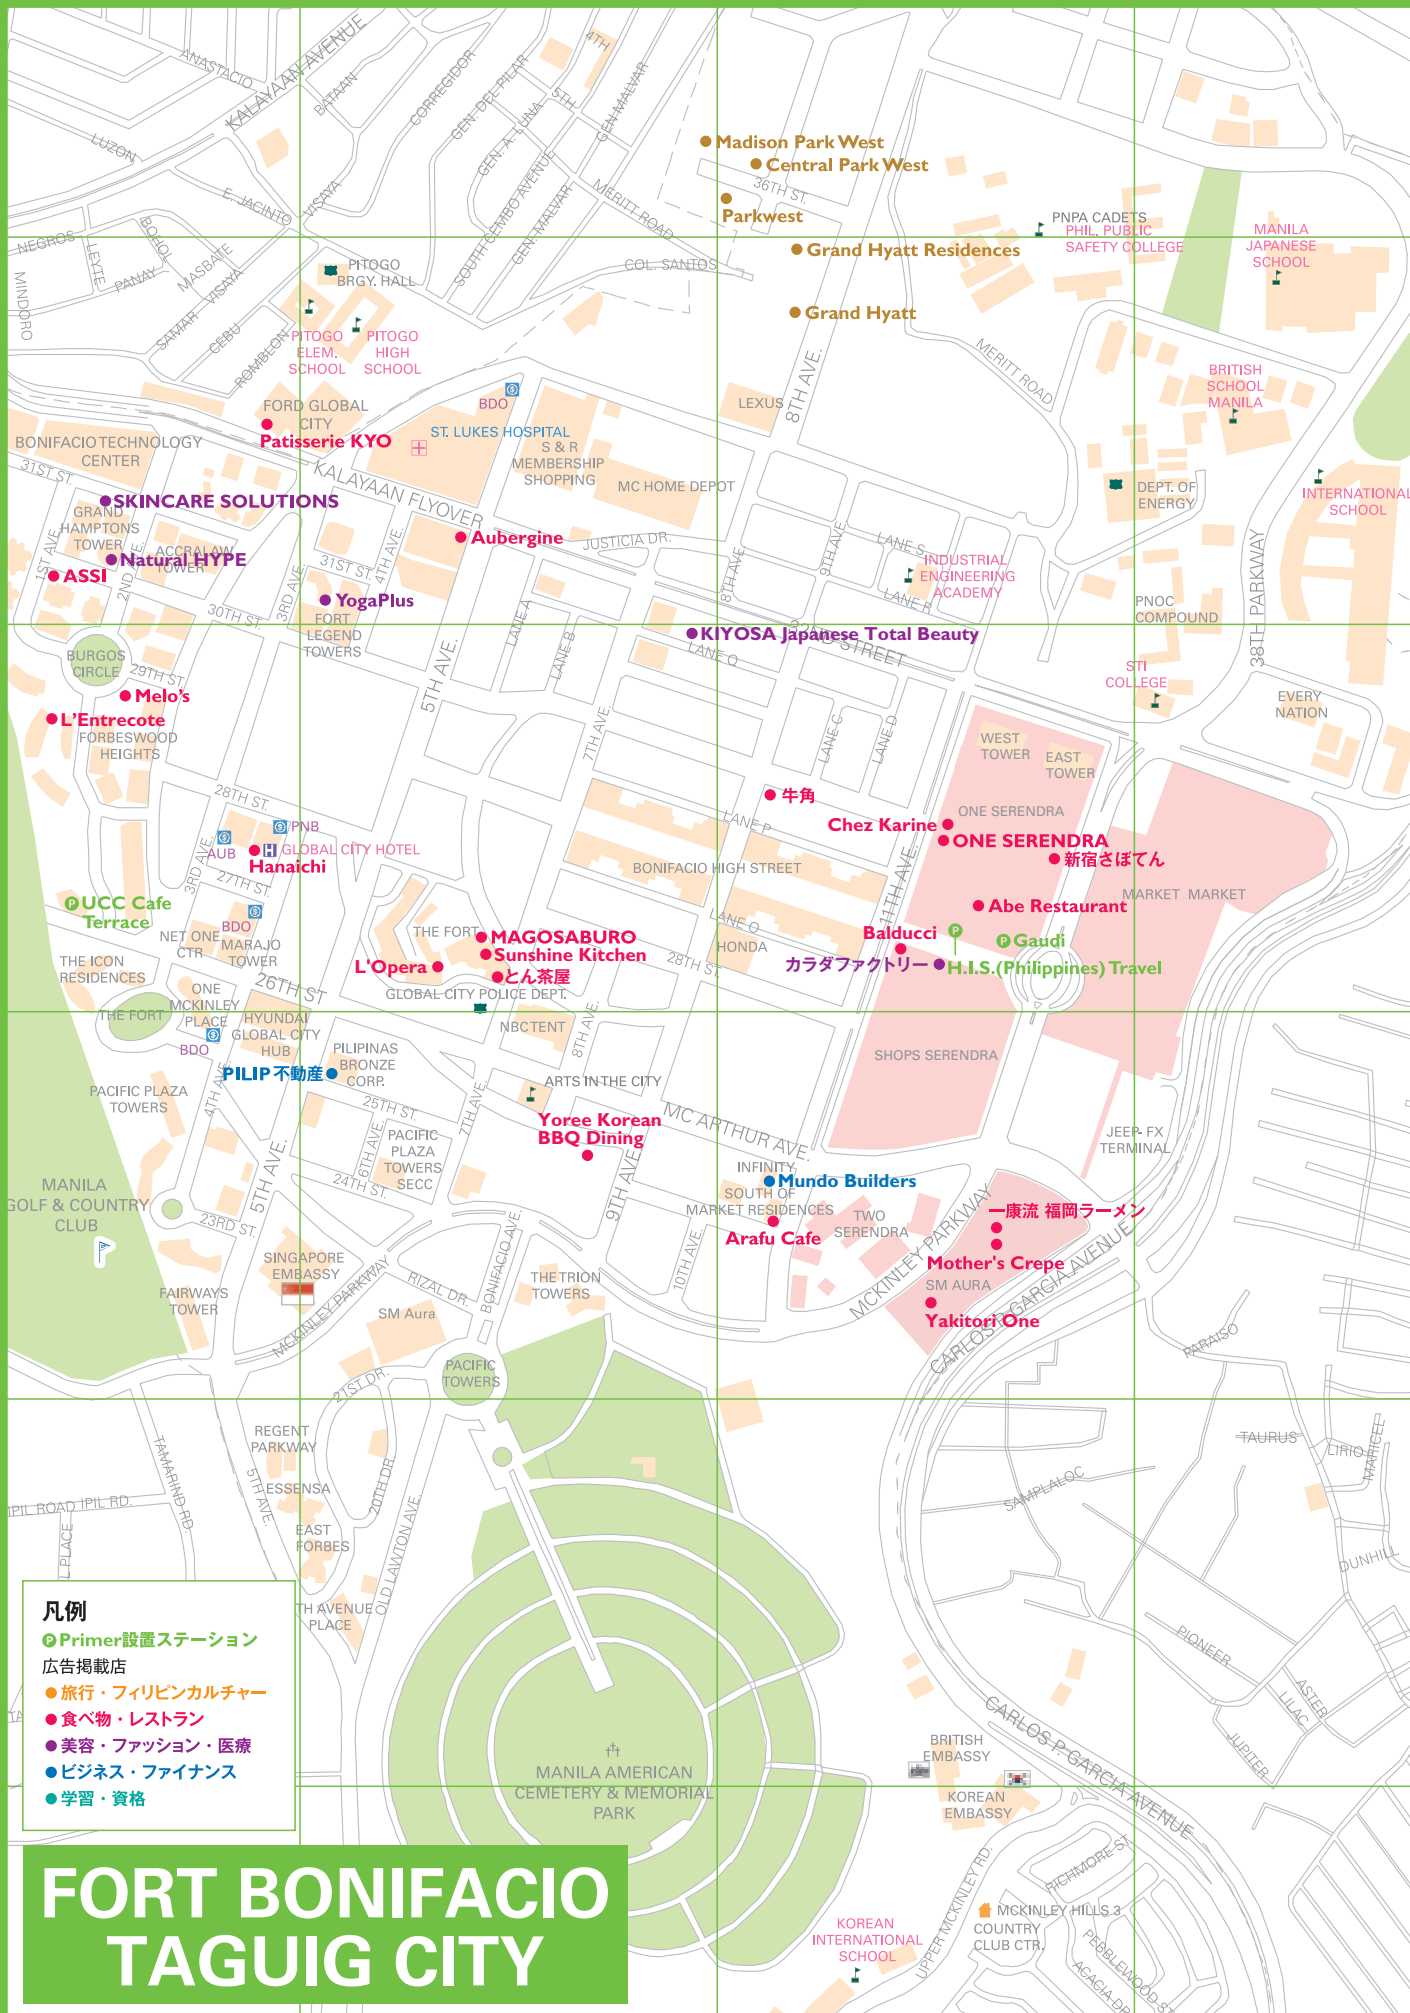 ANASTACIO
KALAYAAN AVENUE
BATAAN
CORREGIDOR
GEN. DEL PILAR
4TH
5TH
GEN. A. LUNA
GEN. MALVAR
LUZON
Madison Park West
Central Park West
36TH ST.
Parkwest
E. JACINTO
VISAYA
SOUTH CEMBO AVENUE
GEN. MALVAR
MERITT ROAD
PNPA CADETS
PHIL. PUBLIC
SAFETY COLLEGE
MANILA
JAPANESE
SCHOOL
NEGROS
LEYTE
BOHOL
PANAY
MASBATE
VISAYA
MINDORO
SAMAR
CEBU
ROMBLON
PITOGO
BRGY. HALL
COL. SANTOS
Grand Hyatt Residences
Grand Hyatt
PITOGO
ELEM.
SCHOOL
PITOGO
HIGH
SCHOOL
8TH AVE.
MERITT ROAD
BRITISH
SCHOOL
MANILA
LEXUS
BDO
FORD GLOBAL
CITY
Patisserie KYO
ST. LUKES HOSPITAL
S & R
MEMBERSHIP
SHOPPING
MC HOME DEPOT
BONIFACIO TECHNOLOGY
CENTER
31ST ST.
KALAYAAN FLYOVER
DEPT. OF
ENERGY
INTERNATIONAL
SCHOOL
SKINCARE SOLUTIONS
GRAND
HAMPTONS
TOWER
ACCRALAW
TOWER
Natural HYPE
ASSI
1ST AVE.
2ND AVE.
3RD AVE.
4TH AVE.
31ST ST.
30TH ST.
Aubergine
JUSTICIA DR.
YogaPlus
FORT
LEGEND
TOWERS
LANE A
LANE B
8TH AVE.
9TH AVE.
LANE S
LANE R
INDUSTRIAL
ENGINEERING
ACADEMY
PNOC
COMPOUND
38TH PARKWAY
KIYOSA Japanese Total Beauty
32ND STREET
LANE Q
BURGOS
CIRCLE
29TH ST.
Melo's
L'Entrecote
FORBESWOOD
HEIGHTS
5TH AVE.
7TH AVE.
LANE C
LANE D
STI
COLLEGE
EVERY
NATION
WEST
TOWER
EAST
TOWER
ONE SERENDRA
牛角
LANE P
28TH ST.
PNB
AUB
GLOBAL CITY HOTEL
Hanaichi
3RD AVE.
27TH ST.
BONIFACIO HIGH STREET
Chez Karine
ONE SERENDRA
新宿さぼてん
11TH AVE.
MARKET MARKET
UCC Cafe
Terrace
BDO
NET ONE
CTR
MARAJO
TOWER
THE FORT
MAGOSABURO
Sunshine Kitchen
L'Opera
とん茶屋
LANE O
HONDA
28TH ST.
Abe Restaurant
Balducci
Gaudi
カラダファクトリー
H.I.S.(Philippines) Travel
THE ICON
RESIDENCES
26TH ST
GLOBAL CITY POLICE DEPT.
ONE
MCKINLEY
PLACE
THE FORT
HYUNDAI
GLOBAL CITY
HUB
BDO
NBC TENT
8TH AVE.
SHOPS SERENDRA
PILIPINAS
BRONZE
CORP.
PILIP 不動産
PACIFIC PLAZA
TOWERS
4TH AVE.
25TH ST.
ARTS IN THE CITY
7TH AVE.
MC ARTHUR AVE.
Yoree Korean
BBQ Dining
6TH AVE.
PACIFIC
PLAZA
TOWERS
SECC
24TH ST.
5TH AVE.
9TH AVE.
JEEP- FX
TERMINAL
INFINITY
Mundo Builders
SOUTH OF
MARKET RESIDENCES
MANILA
GOLF & COUNTRY
CLUB
23RD ST.
Arafu Cafe
TWO
SERENDRA
MCKINLEY PARKWAY
一康流 福岡ラーメン
Mother's Crepe
SM AURA
Yakitori One
CARLOS P. GARCIA AVENUE
SINGAPORE
EMBASSY
FAIRWAYS
TOWER
MCKINLEY PARKWAY
RIZAL DR.
BONIFACIO AVE.
10TH AVE.
THE TRION
TOWERS
SM Aura
PARAISO
PACIFIC
TOWERS
21ST DR.
REGENT
PARKWAY
5TH AVE.
TAMARIND RD.
ESSENSA
20TH DR.
OLD LAWTON AVE.
IPIL ROAD IPIL RD.
L PLACE
EAST
FORBES
TAURUS
LIRIO
MARICEL
SAMPLALOC
DUNHILL
TH AVENUE
PLACE
PIONEER
ASTER
LILAC
JUPITER
凡例
P Primer設置ステーション
広告掲載店
旅行・フィリピンカルチャー
食べ物・レストラン
美容・ファッション・医療
ビジネス・ファイナンス
学習・資格
MANILA AMERICAN
CEMETERY & MEMORIAL
PARK
CARLOS P. GARCIA AVENUE
BRITISH
EMBASSY
KOREAN
EMBASSY
RICHMORE ST
UPPER MCKINLEY RD.
MCKINLEY HILLS 3
COUNTRY
CLUB CTR.
PEBBLEWOOD ST
ACACIA DR
KOREAN
INTERNATIONAL
SCHOOL
FORT BONIFACIO
TAGUIG CITY